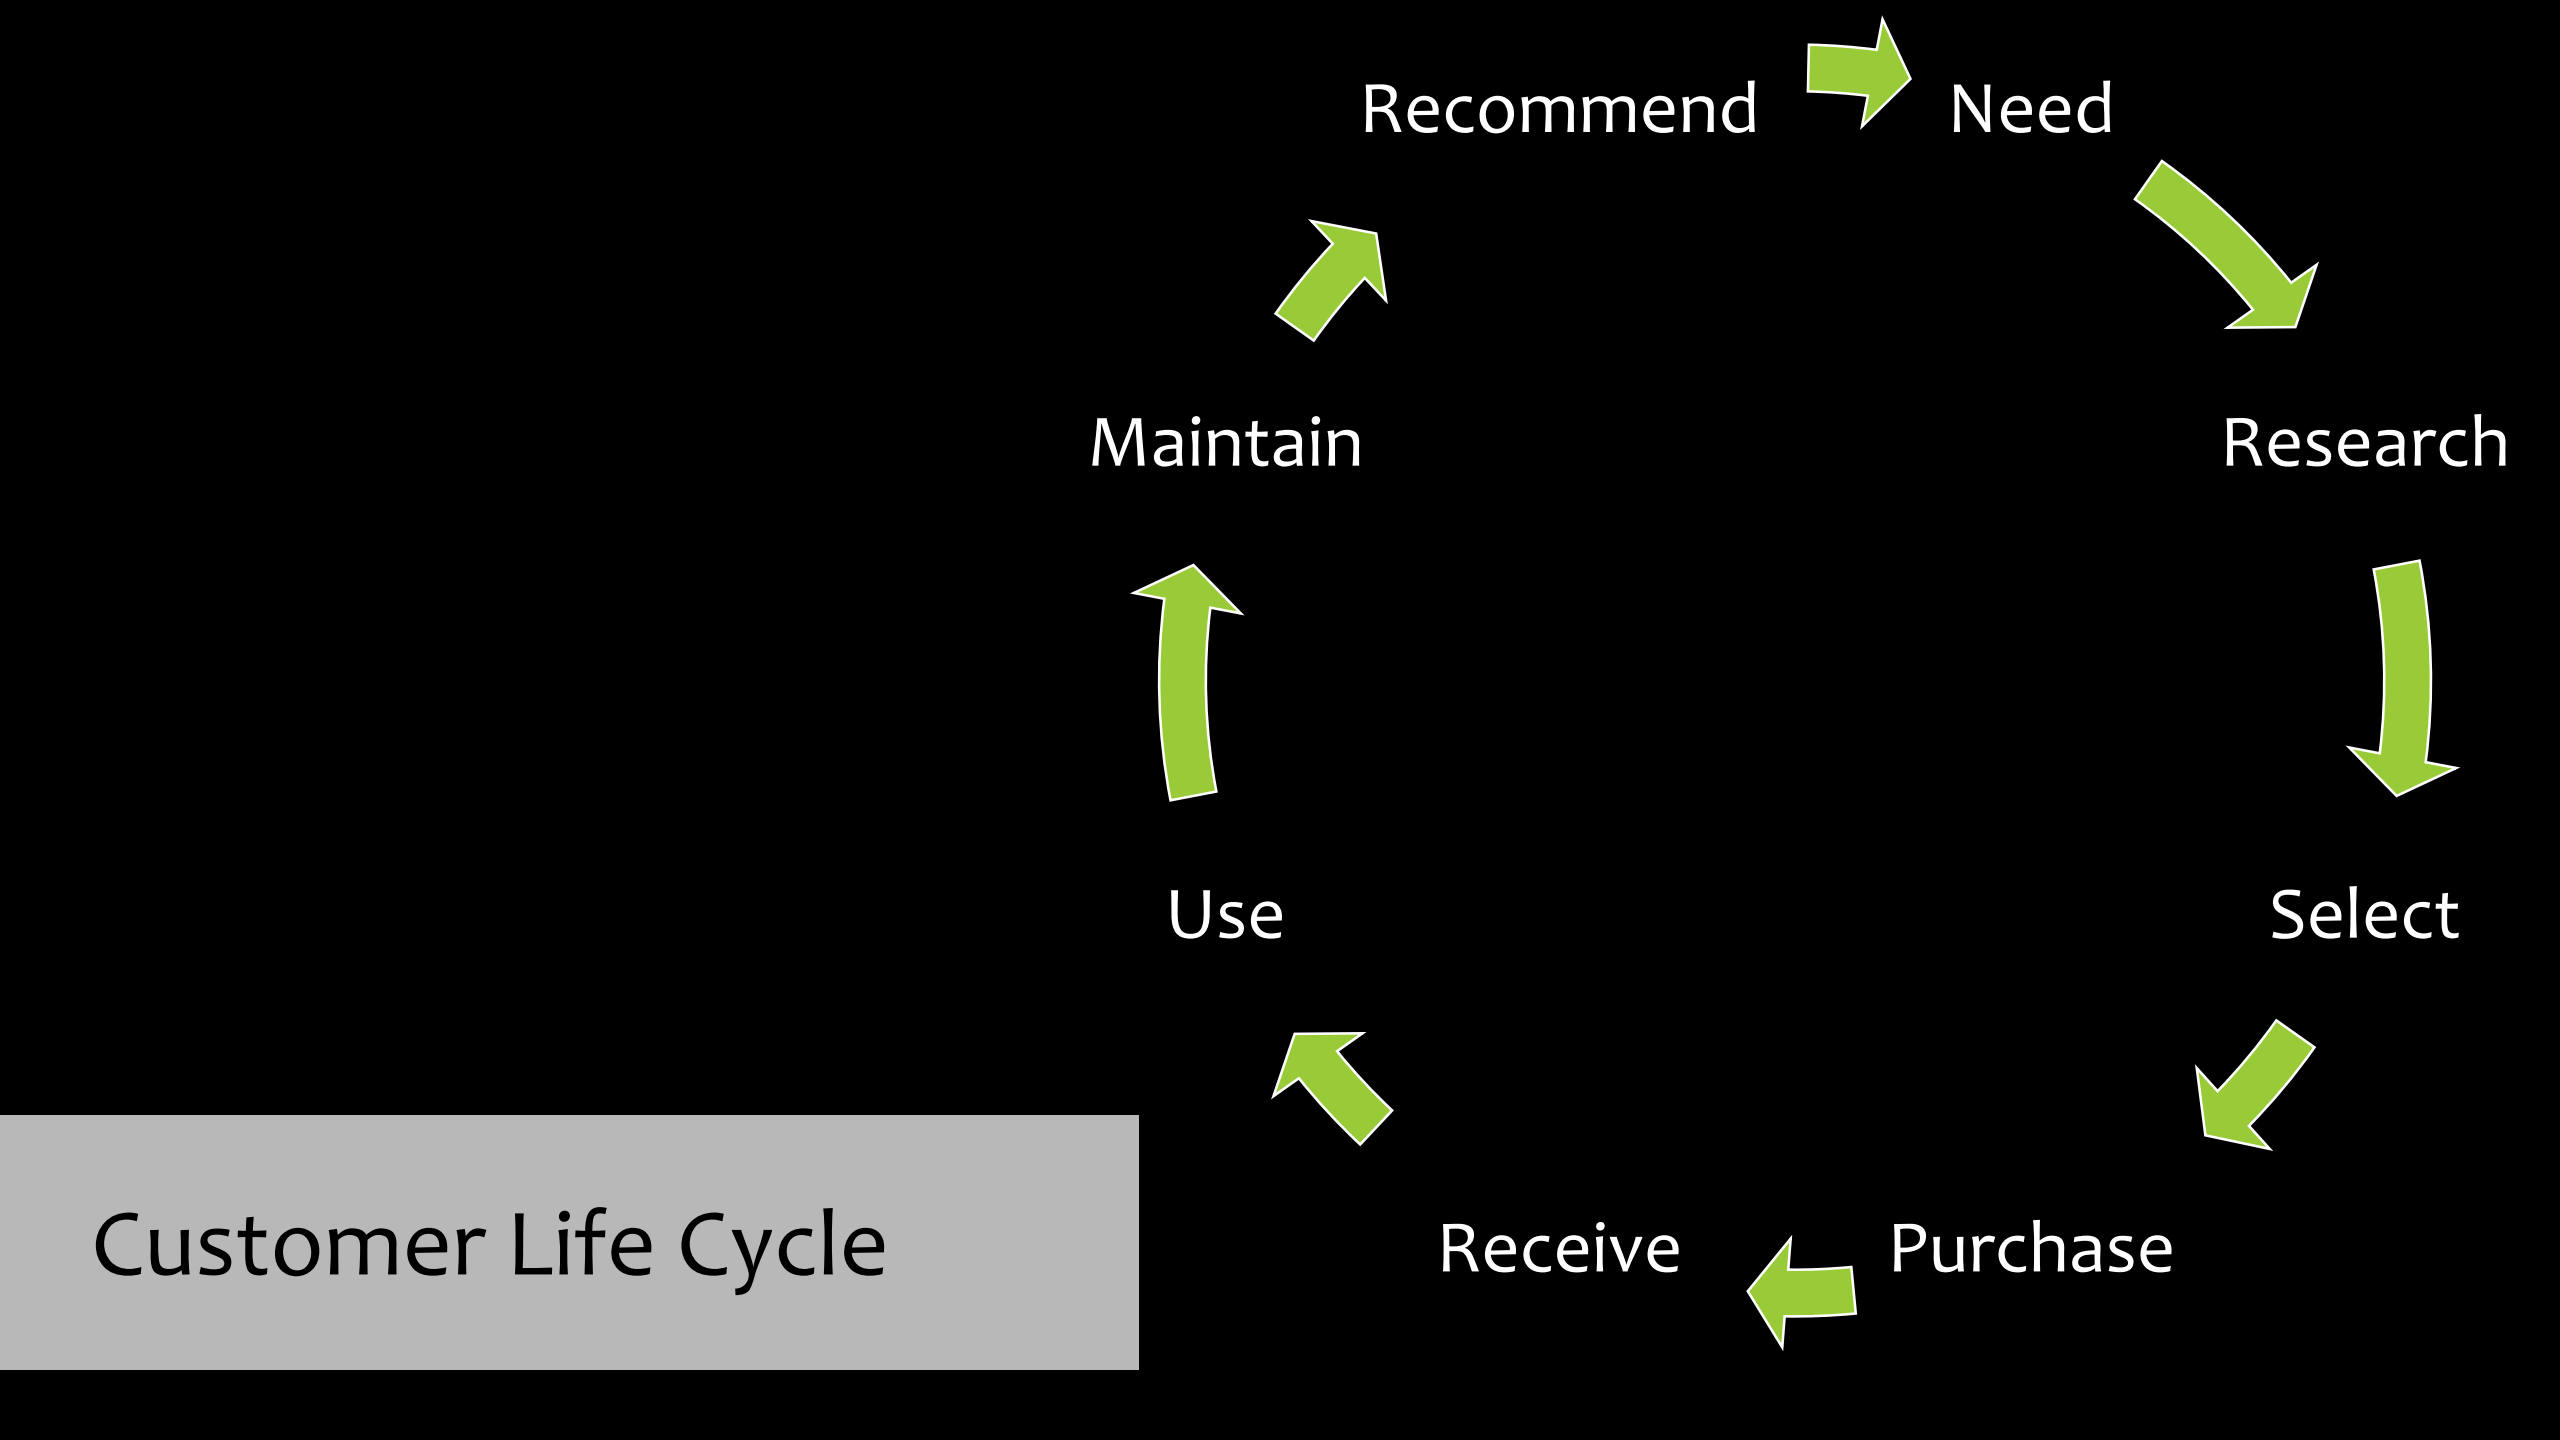 Recommend
Need
Research
Select
Purchase
Receive
Use
Maintain
Customer Life Cycle